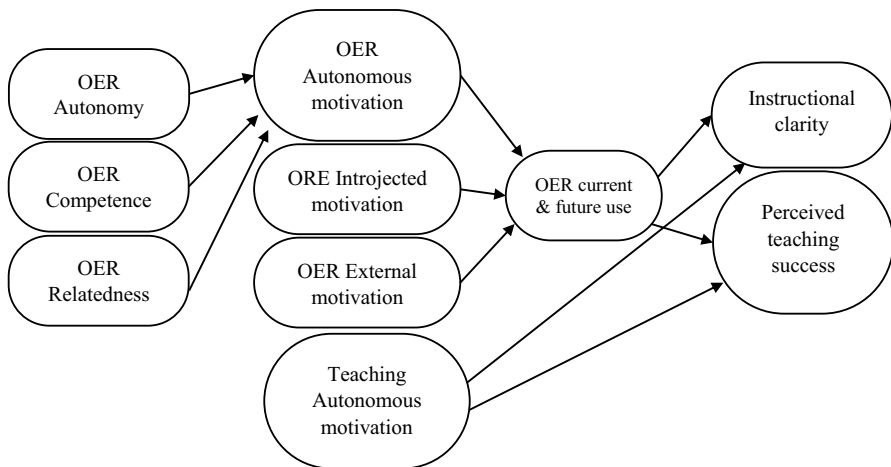 OER
Autonomy
OER
Competence
OER
Relatedness
OER
Autonomous
motivation
ORE Introjected
motivation
OER External
motivation
Teaching
Autonomous
motivation
OER current
& future use
Instructional
clarity
Perceived
teaching
success